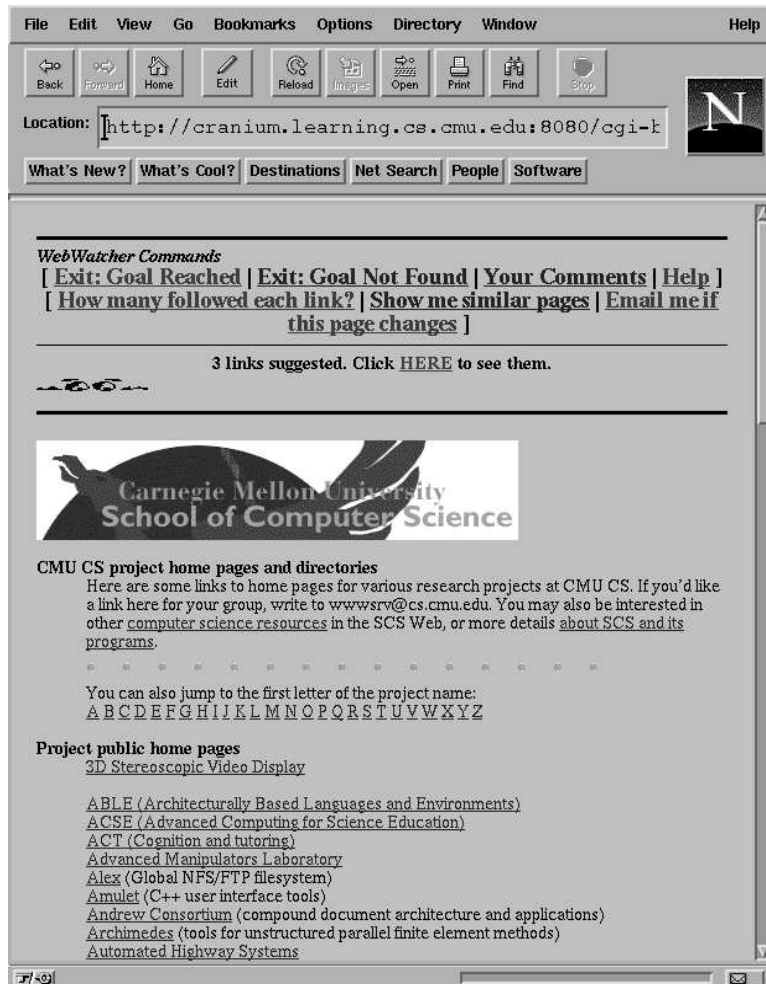 File Edit View Go Bookmarks Options Directory Window Help
Back Forward Home Edit Reload Images Open Print Find Stop
Location: http://cranium.learning.cs.cmu.edu:8080/cgi-b
N
What's New? What's Cool? Destinations Net Search People Software
WebWatcher Commands
[ Exit: Goal Reached | Exit: Goal Not Found | Your Comments | Help ]
[ How many followed each link? | Show me similar pages | Email me if
this page changes ]
3 links suggested. Click HERE to see them.
Carnegie Mellon University
School of Computer Science
CMU CS project home pages and directories
Here are some links to home pages for various research projects at CMU CS. If you'd like
a link here for your group, write to wwwsrv@cs.cmu.edu. You may also be interested in
other computer science resources in the SCS Web, or more details about SCS and its
programs.
You can also jump to the first letter of the project name:
A B C D E F G H I J K L M N O P Q R S T U V W X Y Z
Project public home pages
3D Stereoscopic Video Display
ABLE (Architecturally Based Languages and Environments)
ACSE (Advanced Computing for Science Education)
ACT (Cognition and tutoring)
Advanced Manipulators Laboratory
Alex (Global NFS/FTP filesystem)
Amulet (C++ user interface tools)
Andrew Consortium (compound document architecture and applications)
Archimedes (tools for unstructured parallel finite element methods)
Automated Highway Systems